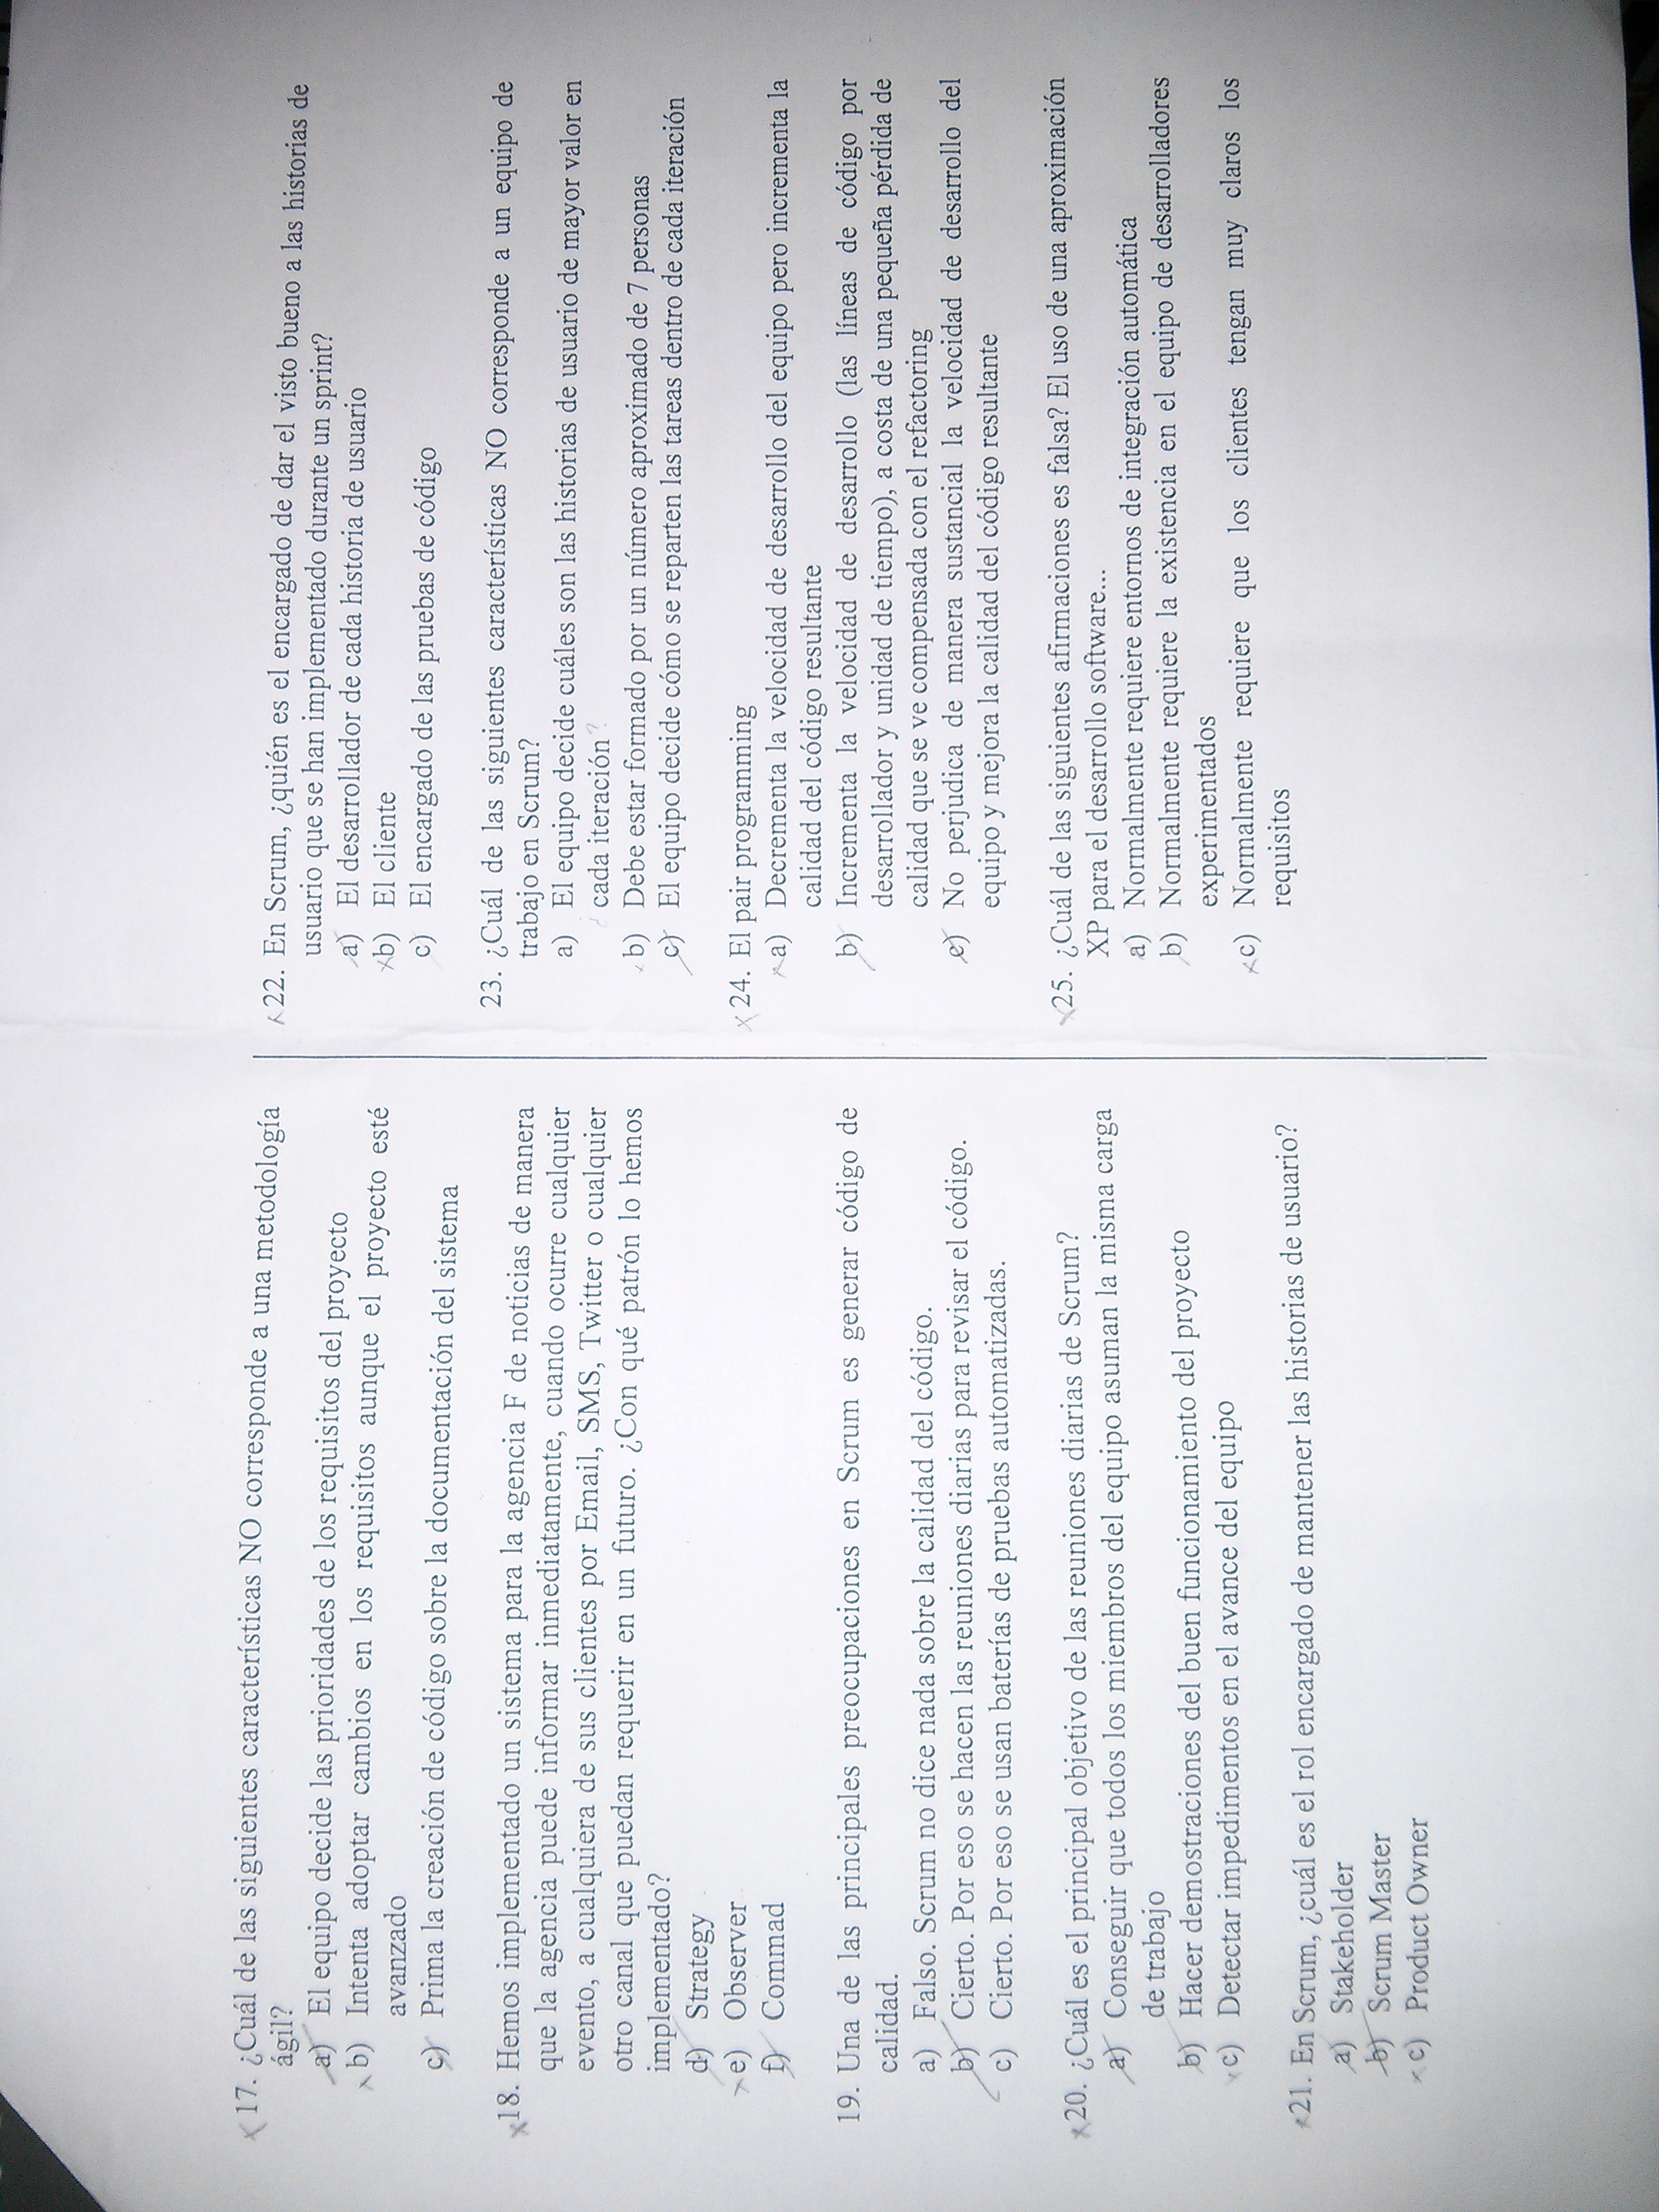 17. ¿Cuál de las siguientes características NO corresponde a una metodología
ágil?
a) El equipo decide las prioridades de los requisitos del proyecto
b) Intenta adoptar cambios en los requisitos aunque el proyecto esté
avanzado
c) Prima la creación de código sobre la documentación del sistema
18. Hemos implementado un sistema para la agencia F de noticias de manera
que la agencia puede informar inmediatamente, cuando ocurre cualquier
evento, a cualquiera de sus clientes por Email, SMS, Twitter o cualquier
otro canal que puedan requerir en un futuro. ¿Con qué patrón lo hemos
implementado?
d) Strategy
e) Observer
f) Commad
19. Una de las principales preocupaciones en Scrum es generar código de
calidad.
a) Falso. Scrum no dice nada sobre la calidad del código.
b) Cierto. Por eso se hacen las reuniones diarias para revisar el código.
c) Cierto. Por eso se usan baterías de pruebas automatizadas.
20. ¿Cuál es el principal objetivo de las reuniones diarias de Scrum?
a) Conseguir que todos los miembros del equipo asuman la misma carga
de trabajo
b) Hacer demostraciones del buen funcionamiento del proyecto
c) Detectar impedimentos en el avance del equipo
21. En Scrum, ¿cuál es el rol encargado de mantener las historias de usuario?
a) Stakeholder
b) Scrum Master
c) Product Owner
22. En Scrum, ¿quién es el encargado de dar el visto bueno a las historias de
usuario que se han implementado durante un sprint?
a) El desarrollador de cada historia de usuario
b) El cliente
c) El encargado de las pruebas de código
23. ¿Cuál de las siguientes características NO corresponde a un equipo de
trabajo en Scrum?
a) El equipo decide cuáles son las historias de usuario de mayor valor en
¿ cada iteración ?
b) Debe estar formado por un número aproximado de 7 personas
c) El equipo decide cómo se reparten las tareas dentro de cada iteración
24. El pair programming
a) Decrementa la velocidad de desarrollo del equipo pero incrementa la
calidad del código resultante
b) Incrementa la velocidad de desarrollo (las líneas de código por
desarrollador y unidad de tiempo), a costa de una pequeña pérdida de
calidad que se ve compensada con el refactoring
c) No perjudica de manera sustancial la velocidad de desarrollo del
equipo y mejora la calidad del código resultante
25. ¿Cuál de las siguientes afirmaciones es falsa? El uso de una aproximación
XP para el desarrollo software...
a) Normalmente requiere entornos de integración automática
b) Normalmente requiere la existencia en el equipo de desarrolladores
experimentados
c) Normalmente requiere que los clientes tengan muy claros los
requisitos